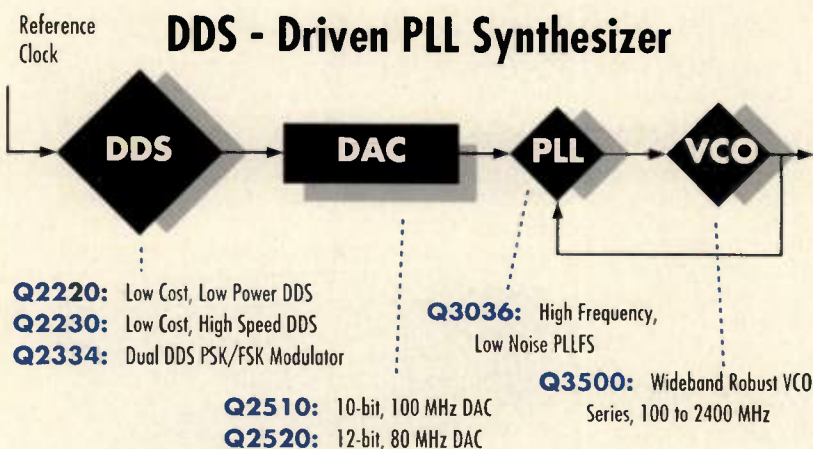 Reference
Clock
DDS - Driven PLL Synthesizer
DDS
DAC
PLL
VCO
Q2220: Low Cost, Low Power DDS
Q2230: Low Cost, High Speed DDS
Q2334: Dual DDS PSK/FSK Modulator
Q3036: High Frequency,
Low Noise PLLFS
Q2510: 10-bit, 100 MHz DAC
Q2520: 12-bit, 80 MHz DAC
Q3500: Wideband Robust VCO
Series, 100 to 2400 MHz